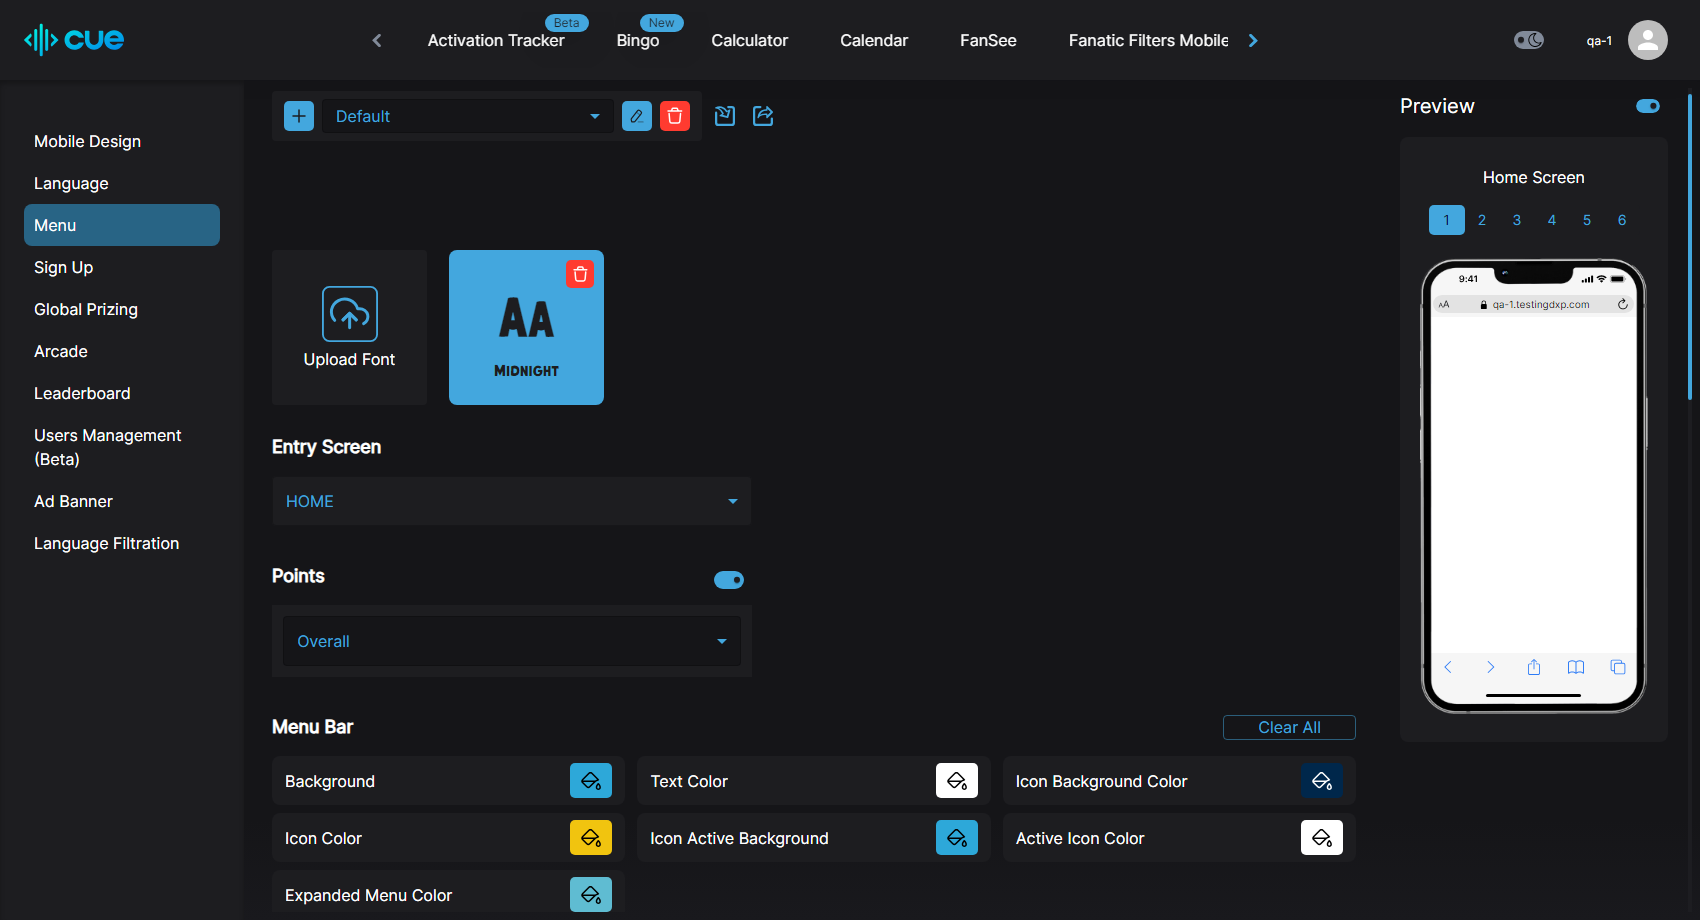 cue
Activation Tracker
Beta
Bingo
New
Calculator
Calendar
FanSee
Fanatic Filters Mobile
qa-1
Mobile Design
Language
Menu
Sign Up
Global Prizing
Arcade
Leaderboard
Users Management
(Beta)
Ad Banner
Language Filtration
Default
Upload Font
AA
MIDNIGHT
Entry Screen
HOME
Points
Overall
Menu Bar
Clear All
Background
Text Color
Icon Background Color
Icon Color
Icon Active Background
Active Icon Color
Expanded Menu Color
Preview
Home Screen
1 2 3 4 5 6
9:41
AA qa-1.testingdxp.com